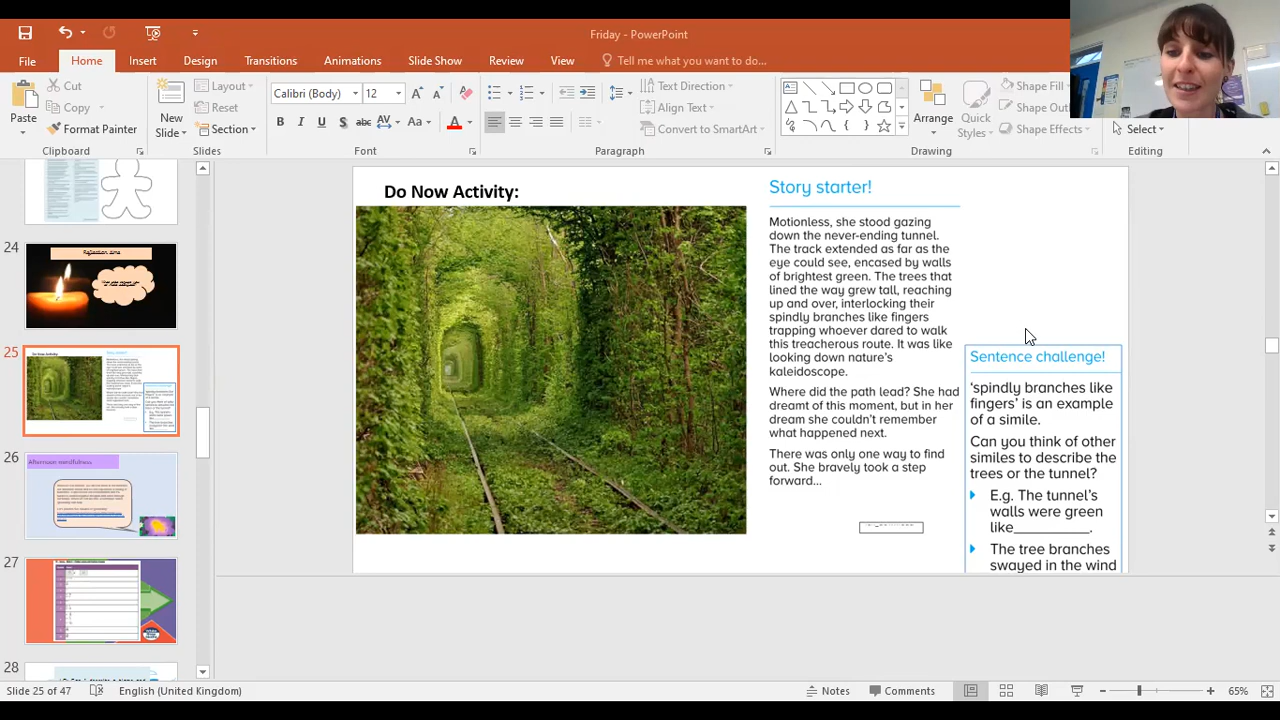 Friday - PowerPoint
File
Home
Insert
Design
Transitions
Animations
Slide Show
Review
View
Tell me what you want to do...
Paste
Cut
Copy
Format Painter
Clipboard
New
Slide
Layout
Reset
Section
Slides
Calibri (Body)
12
B I U S abc AV Aa A
Font
Text Direction
Align Text
Convert to SmartArt
Paragraph
Arrange
Quick
Styles
Shape Fill
Shape Outl
Shape Effects
Drawing
Select
Editing
24
Reflection time
25
26
Afternoon mindfulness
27
28
Do Now Activity:
Story starter!
Motionless, she stood gazing
down the never-ending tunnel.
The track extended as far as the
eye could see, encased by walls
of brightest green. The trees that
lined the way grew tall, reaching
up and over, interlocking their
spindly branches like fingers
trapping whoever dared to walk
this treacherous route. It was like
looking down nature's
kaleidoscope.
Where did the path lead? She had
dreamt of this moment, but in her
dream she couldn't remember
what happened next.
There was only one way to find
out. She bravely took a step
forward...
Sentence challenge!
'spindly branches like
fingers' is an example
of a simile.
Can you think of other
similes to describe the
trees or the tunnel?
E.g. The tunnel's
walls were green
like__________.
The tree branches
swayed in the wind
Slide 25 of 47
English (United Kingdom)
Notes
Comments
65%